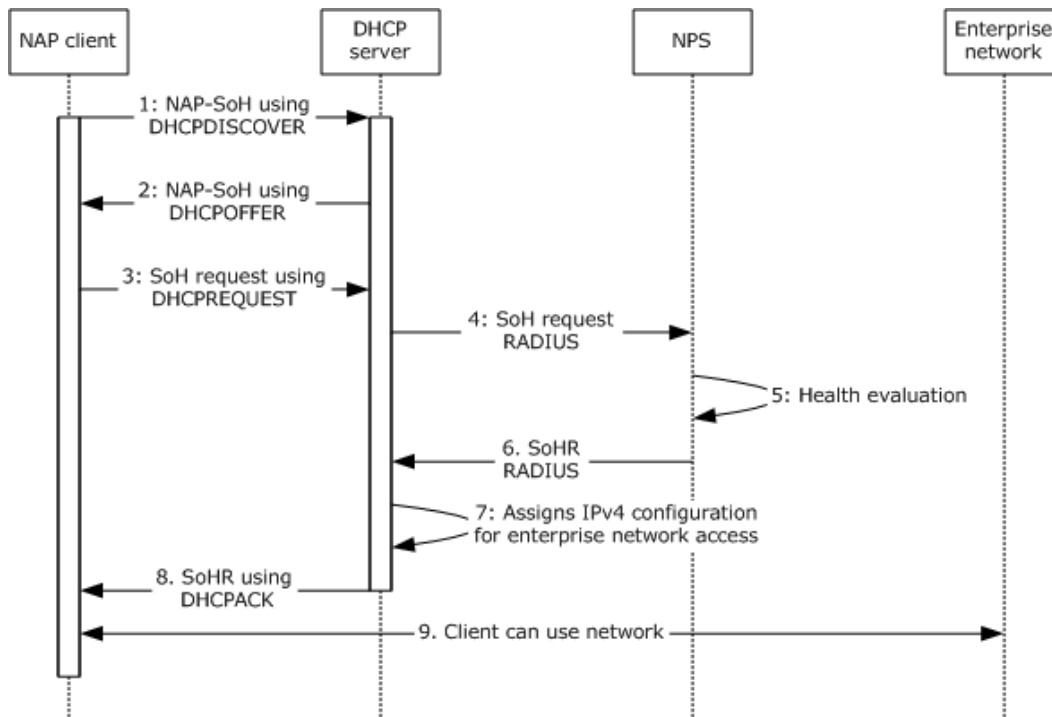 NAP client
DHCP
server
NPS
Enterprise
network
1: NAP-SoH using
DHCPDISCOVER
2: NAP-SoH using
DHCPOFFER
3: SoH request using
DHCPREQUEST
4: SoH request
RADIUS
5: Health evaluation
6. SoHR
RADIUS
7: Assigns IPv4 configuration
for enterprise network access
8. SoHR using
DHCPACK
9. Client can use network